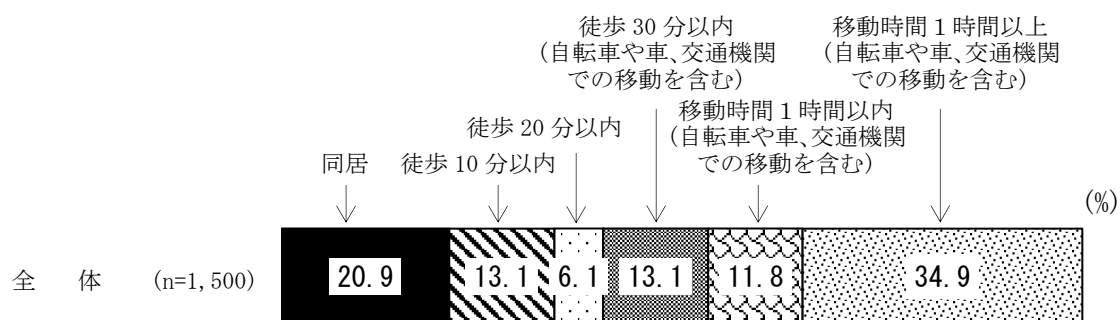 徒歩 30 分以内
(自転車や車、交通機関
での移動を含む)
移動時間 1 時間以上
(自転車や車、交通機関
での移動を含む)
移動時間 1 時間以内
(自転車や車、交通機関
での移動を含む)
徒歩 20 分以内
同居
徒歩 10 分以内
(%)
全 体 (n=1,500)
20.9
13.1
6.1
13.1
11.8
34.9